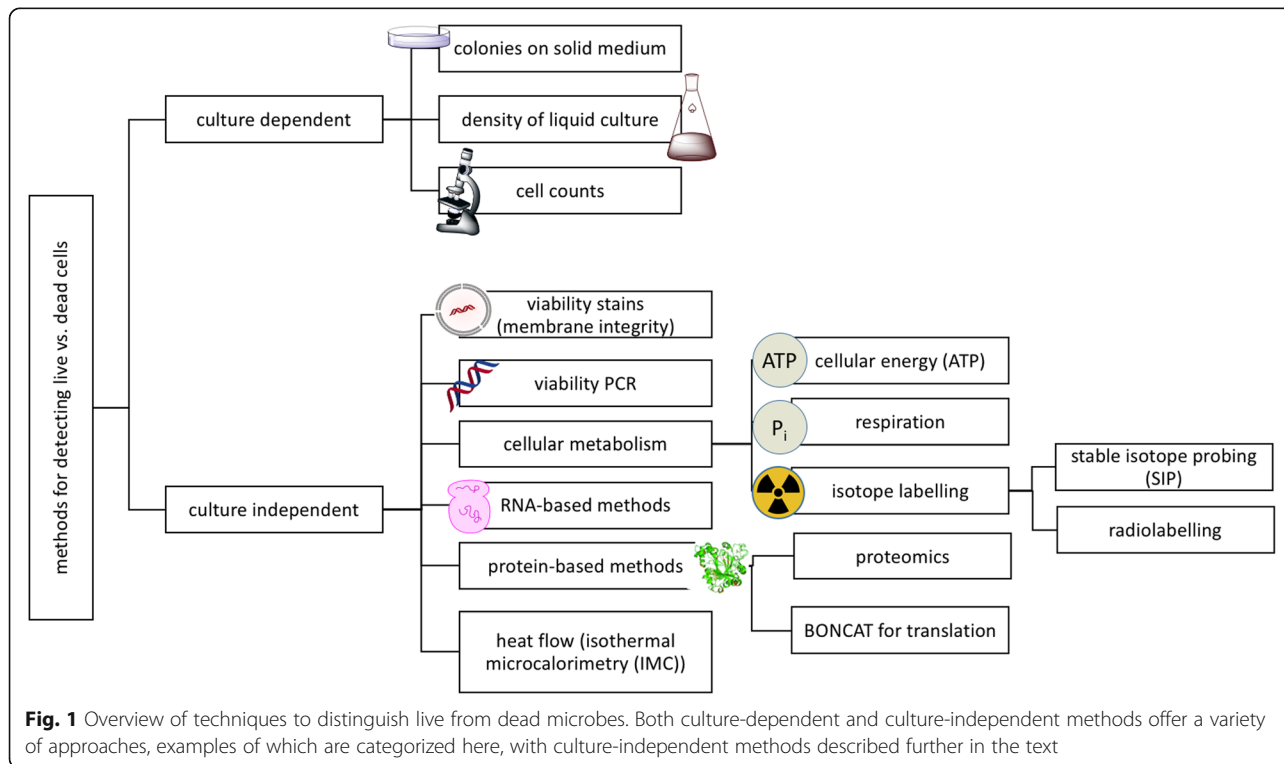 methods for detecting live vs. dead cells
culture dependent
colonies on solid medium
density of liquid culture
cell counts
culture independent
viability stains
(membrane integrity)
viability PCR
cellular metabolism
ATP
cellular energy (ATP)
Pi
respiration
isotope labelling
stable isotope probing
(SIP)
radiolabelling
RNA-based methods
protein-based methods
proteomics
BONCAT for translation
heat flow (isothermal
microcalorimetry (IMC))
Fig. 1 Overview of techniques to distinguish live from dead microbes. Both culture-dependent and culture-independent methods offer a variety
of approaches, examples of which are categorized here, with culture-independent methods described further in the text